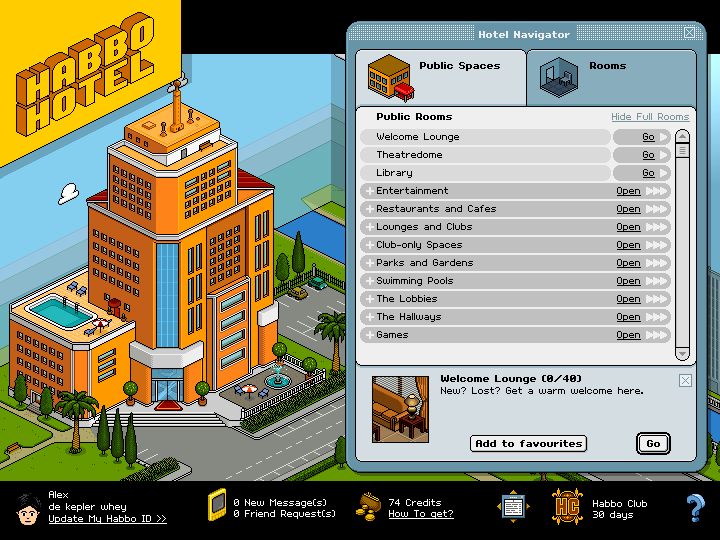 HABBO
HOTEL
Hotel Navigator
Public Spaces
Rooms
Public Rooms
Hide Full Rooms
Welcome Lounge
Go
Theatredome
Go
Library
Go
Entertainment
Open
Restaurants and Cafes
Open
Lounges and Clubs
Open
Club-only Spaces
Open
Parks and Gardens
Open
Swimming Pools
Open
The Lobbies
Open
The Hallways
Open
Games
Open
Welcome Lounge (0/40)
New? Lost? Get a warm welcome here.
Add to favourites
Go
Alex
de kepler whey
Update My Habbo ID >>
0 New Message(s)
0 Friend Request(s)
74 Credits
How To get?
HC
Habbo Club
30 days
?